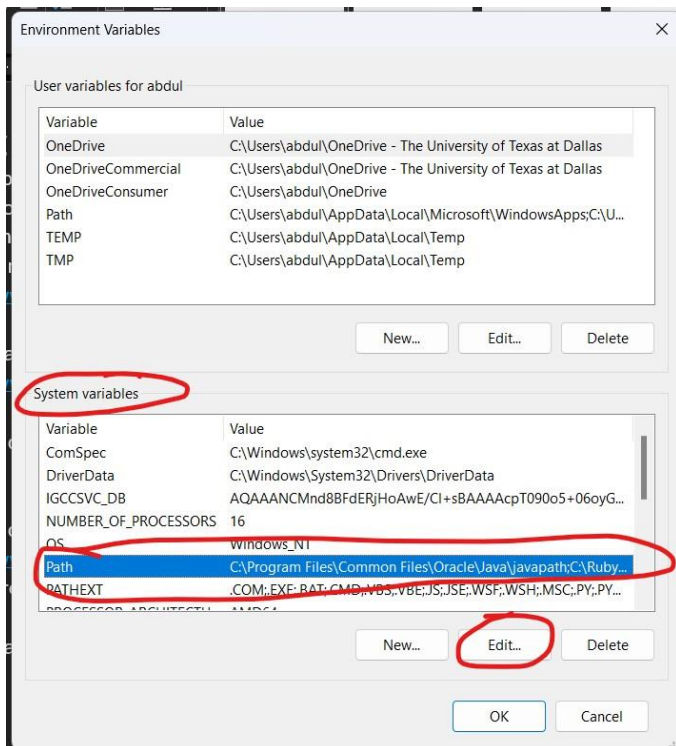 Environment Variables
User variables for abdul
Variable Value
OneDrive C:\Users\abdul\OneDrive - The University of Texas at Dallas
OneDriveCommercial C:\Users\abdul\OneDrive - The University of Texas at Dallas
OneDriveConsumer C:\Users\abdul\OneDrive
Path C:\Users\abdul\AppData\Local\Microsoft\WindowsApps;C:\U...
TEMP C:\Users\abdul\AppData\Local\Temp
TMP C:\Users\abdul\AppData\Local\Temp
New... Edit... Delete
System variables
Variable Value
ComSpec C:\Windows\system32\cmd.exe
DriverData C:\Windows\System32\Drivers\DriverData
IGCCSVC_DB AQAAANCMnd8BFdERjHoAwE/Cl+sBAAAAcpT090o5+06oyG...
NUMBER_OF_PROCESSORS 16
OS Windows_NT
Path C:\Program Files\Common Files\Oracle\Java\javapath;C:\Ruby...
PATHEXT .COM;.EXE;.BAT;.CMD;.VBS;.VBE;.JS;.JSE;.WSF;.WSH;.MSC;.PY;.PY...
AMD64
New... Edit... Delete
OK Cancel